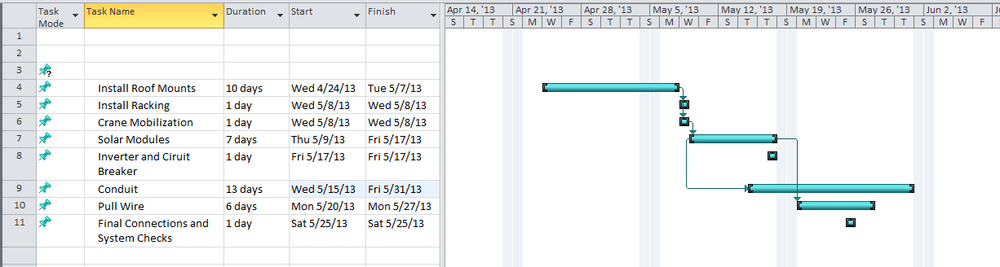 Task Mode Task Name Duration Start Finish Apr 14, '13 Apr 21, '13 Apr 28, '13 May 5, '13 May 12, '13 May 19, '13 May 26, '13 Jun 2, '13
S T T S M W F S T T S M W F S T T S M W F S T T S M W F
1
2
3 ?
4 Install Roof Mounts 10 days Wed 4/24/13 Tue 5/7/13
5 Install Racking 1 day Wed 5/8/13 Wed 5/8/13
6 Crane Mobilization 1 day Wed 5/8/13 Wed 5/8/13
7 Solar Modules 7 days Thu 5/9/13 Fri 5/17/13
8 Inverter and Ciruit 1 day Fri 5/17/13 Fri 5/17/13
Breaker
9 Conduit 13 days Wed 5/15/13 Fri 5/31/13
10 Pull Wire 6 days Mon 5/20/13 Mon 5/27/13
11 Final Connections and 1 day Sat 5/25/13 Sat 5/25/13
System Checks